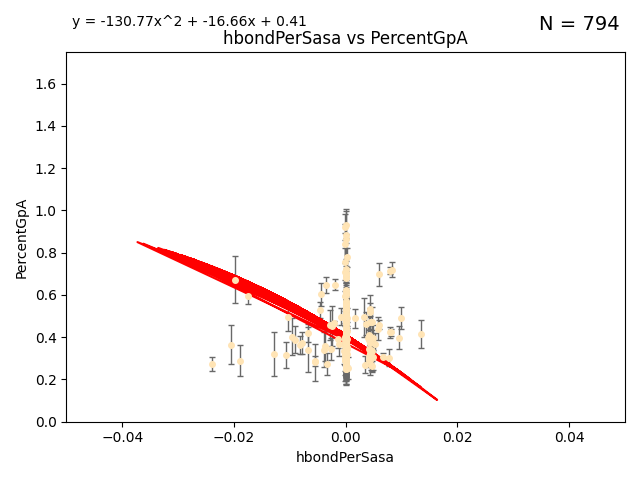 y = -130.77x^2 + -16.66x + 0.41
N = 794
hbondPerSasa vs PercentGpA
PercentGpA
1.6
1.4
1.2
1.0
0.8
0.6
0.4
0.2
0.0
−0.04 −0.02 0.00 0.02 0.04
hbondPerSasa